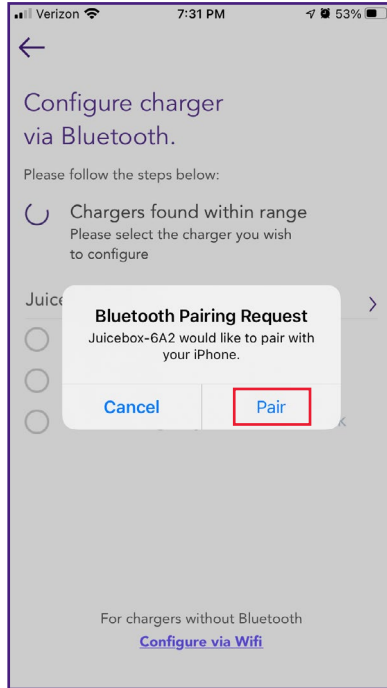 Verizon 7:31 PM 53%
Configure charger
via Bluetooth.
Please follow the steps below:
Chargers found within range
Please select the charger you wish
to configure
Bluetooth Pairing Request
Juicebox-6A2 would like to pair with
your iPhone.
Cancel Pair
For chargers without Bluetooth
Configure via Wifi